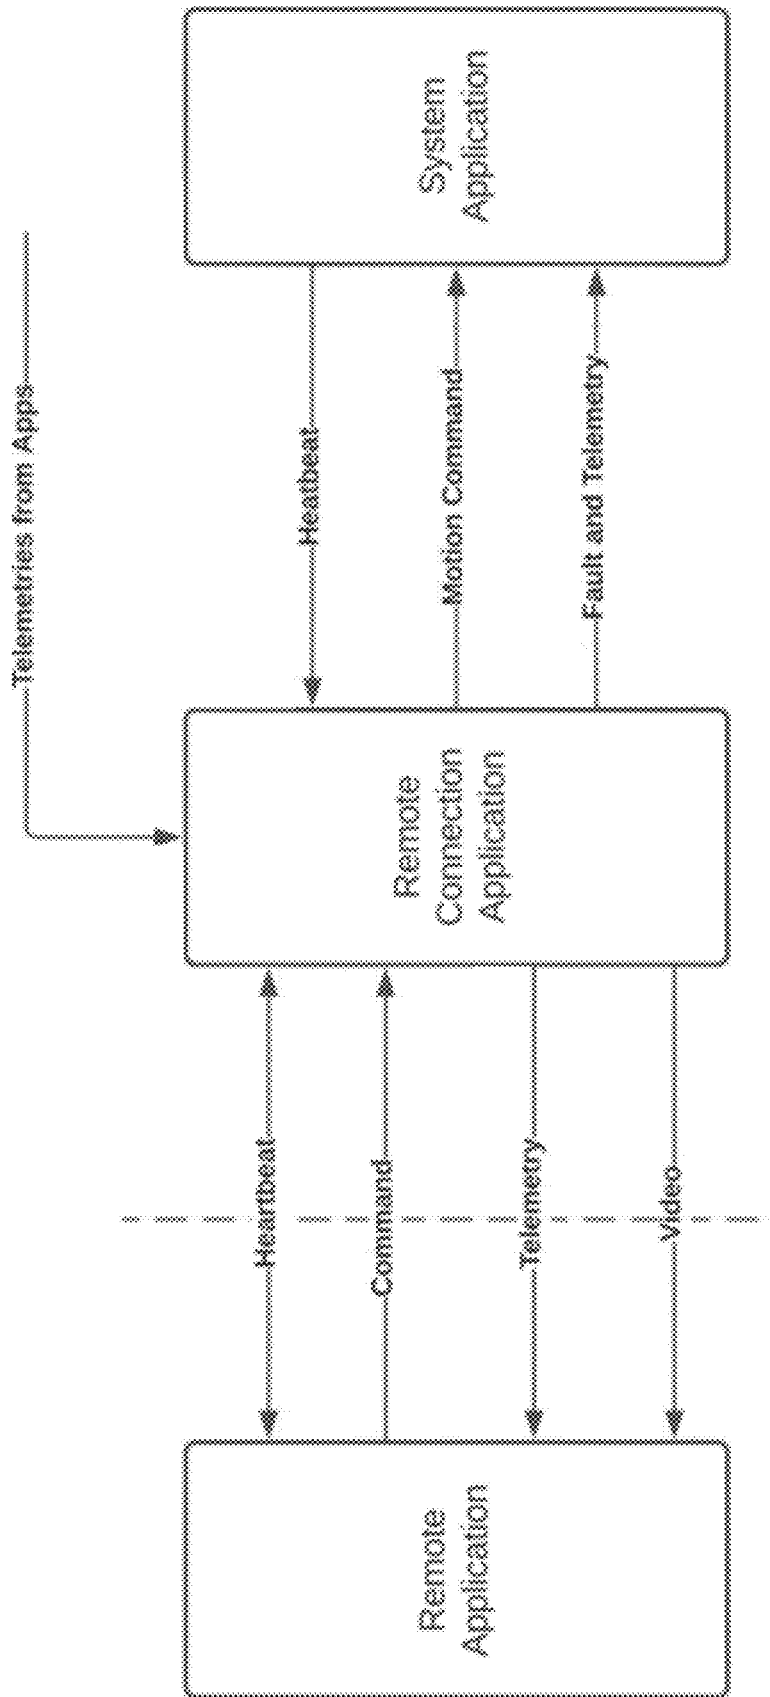 Telemetries from Apps
Remote
Application
Heartbeat
Command
Telemetry
Video
Remote
Connection
Application
Heatbeat
Motion Command
Fault and Telemetry
System
Application